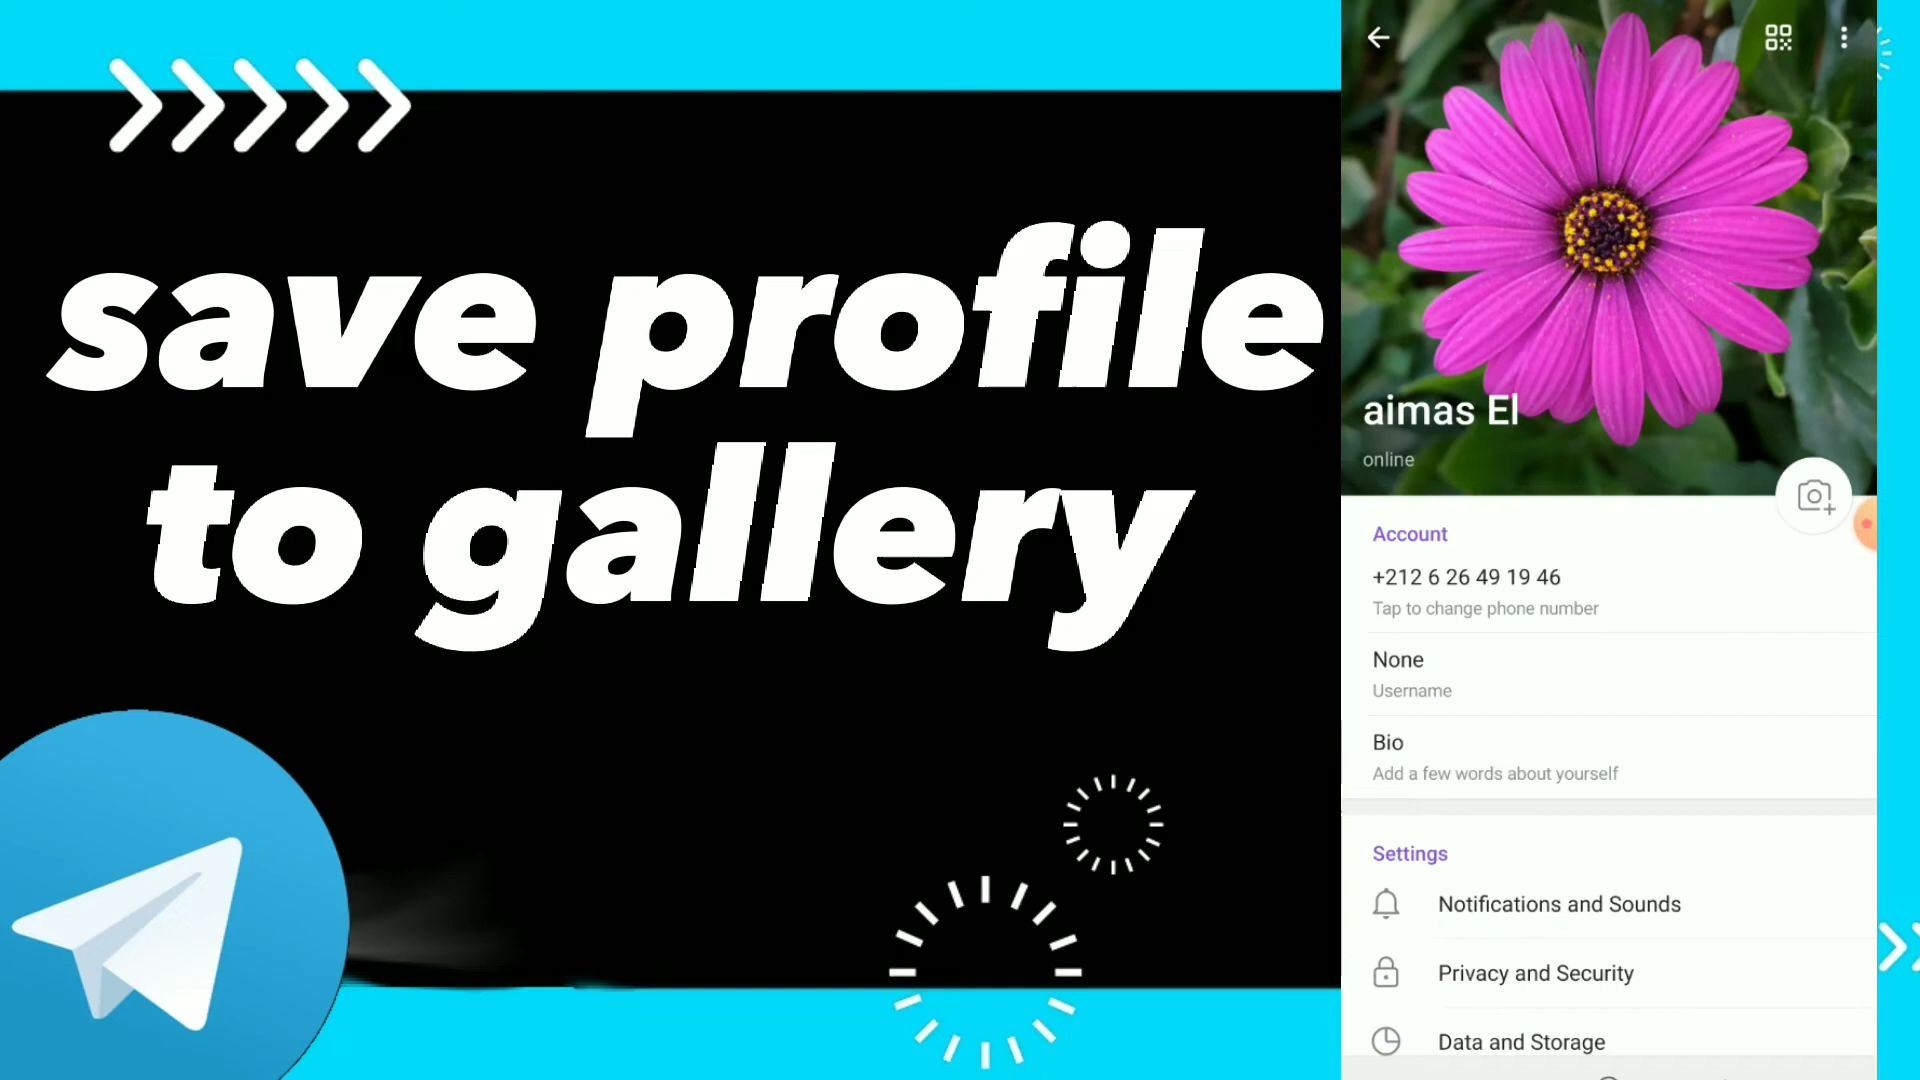 save profile
to gallery
aimas El
online
Account
+212 6 26 49 19 46
Tap to change phone number
None
Username
Bio
Add a few words about yourself
Settings
Notifications and Sounds
Privacy and Security
Data and Storage